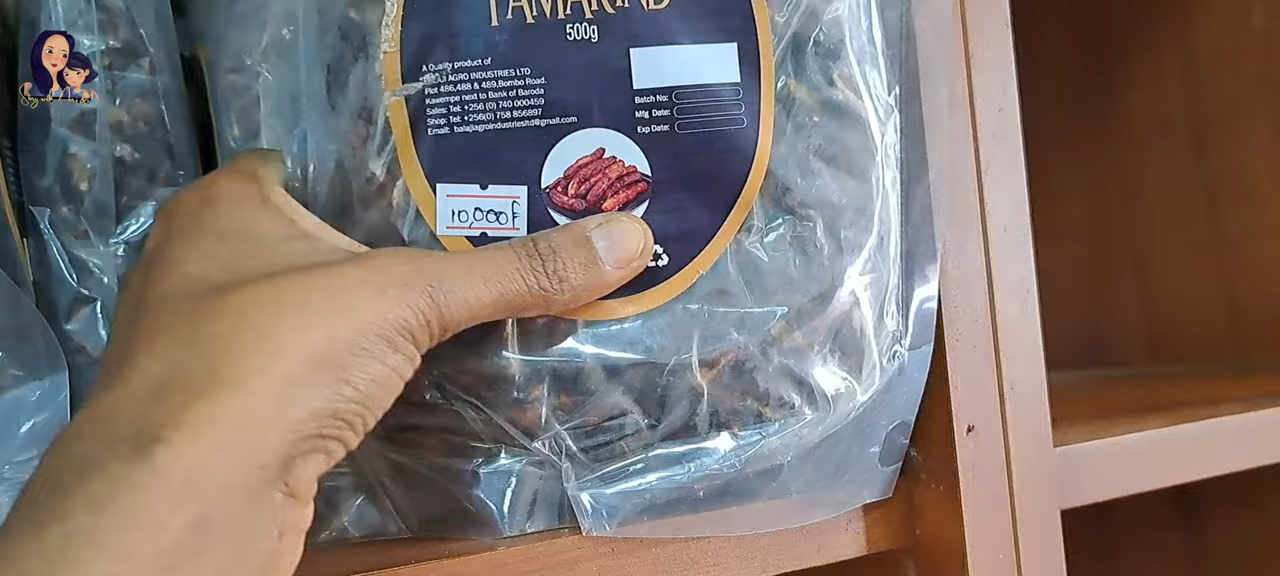 TAMARIND
500g
A Quality product of
BALAJI AGRO INDUSTRIES LTD
Plot 486,488 & 489,Bombo Road.
Kawempe next to Bank of Baroda
Sales: Tel: +256 (0) 740 000459
Shop: Tel: +256(0) 758 856897
Email: balajiagroindustriesltd@gmail.com
Batch No:
Mfg Date:
Exp Date:
10,000F